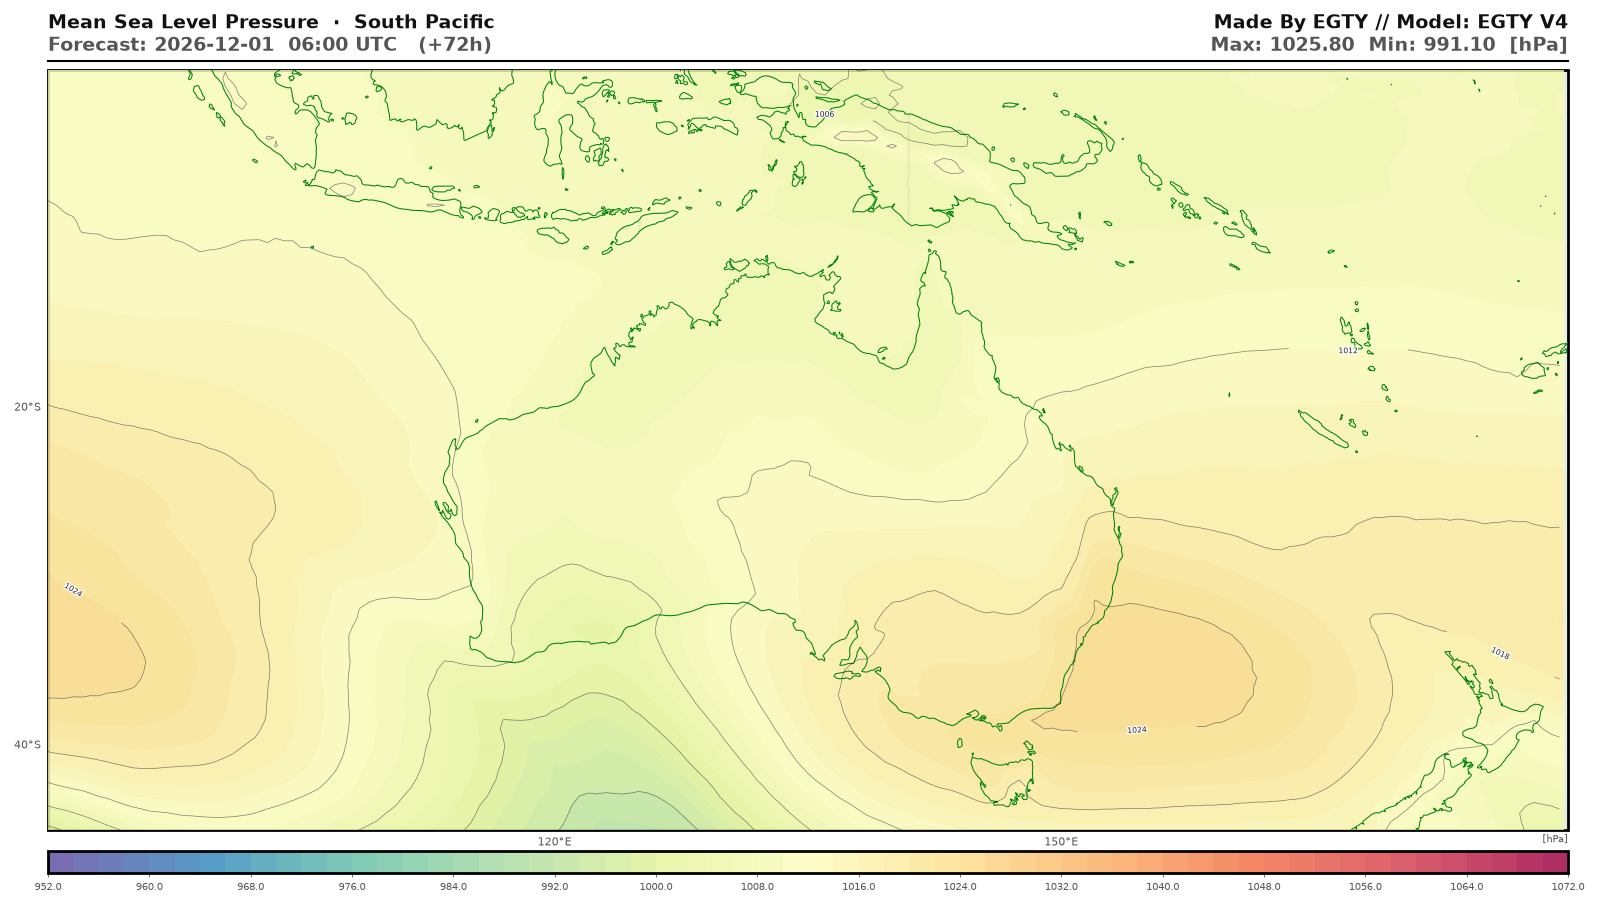 Mean Sea Level Pressure · South Pacific
Made By EGTY // Model: EGTY V4
Forecast: 2026-12-01 06:00 UTC (+72h)
Max: 1025.80 Min: 991.10 [hPa]
1006
1012
20°S
1024
1018
1024
40°S
120°E
150°E
[hPa]
952.0 960.0 968.0 976.0 984.0 992.0 1000.0 1008.0 1016.0 1024.0 1032.0 1040.0 1048.0 1056.0 1064.0 1072.0